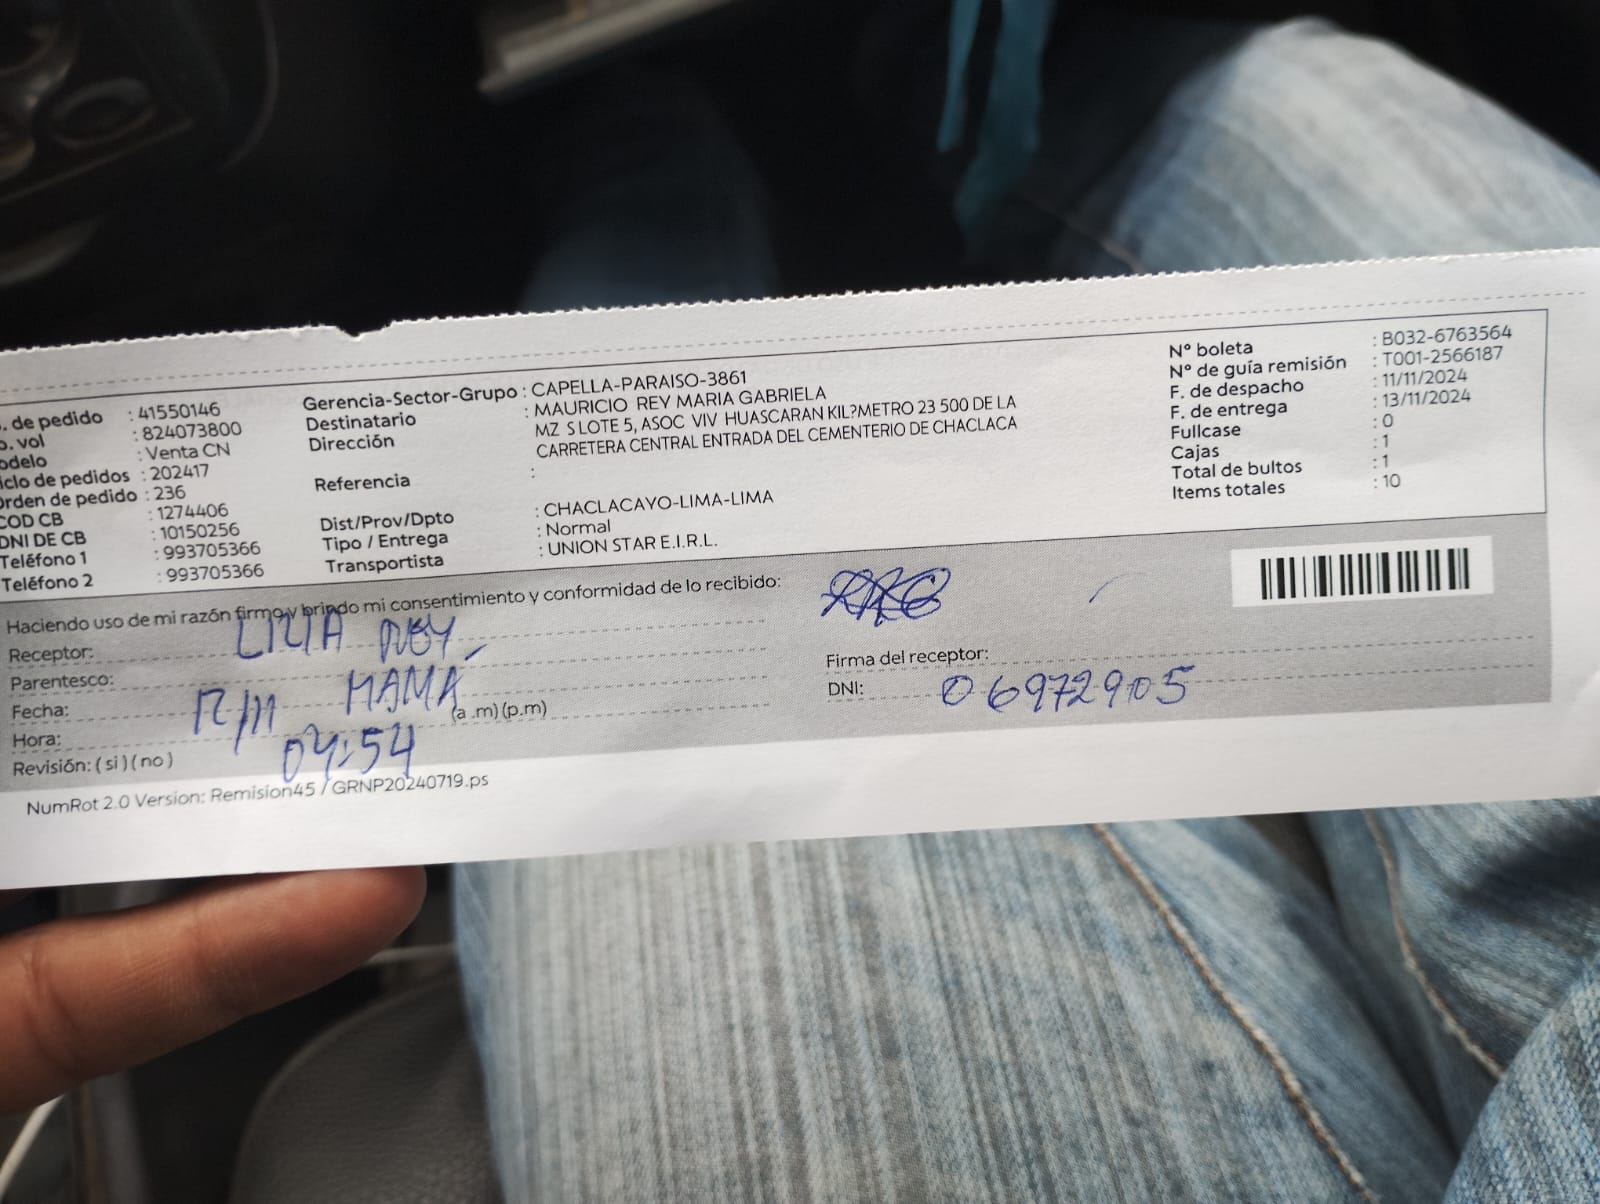 . de pedido : 41550146
o. vol : 824073800
odelo : Venta CN
iclo de pedidos : 202417
Orden de pedido : 236
COD CB : 1274406
DNI DE CB : 10150256
Teléfono 1 : 993705366
Teléfono 2 : 993705366
Gerencia-Sector-Grupo : CAPELLA-PARAISO-3861
Destinatario : MAURICIO REY MARIA GABRIELA
Dirección MZ S LOTE 5, ASOC VIV HUASCARAN KIL?METRO 23 500 DE LA
CARRETERA CENTRAL ENTRADA DEL CEMENTERIO DE CHACLACA
Referencia :
Dist/Prov/Dpto : CHACLACAYO-LIMA-LIMA
Tipo / Entrega : Normal
Transportista : UNION STAR E.I.R.L.
N° boleta : B032-6763564
N° de guía remisión : T001-2566187
F. de despacho : 11/11/2024
F. de entrega : 13/11/2024
Fullcase : 0
Cajas : 1
Total de bultos : 1
Items totales : 10
Haciendo uso de mi razón firmo y brindo mi consentimiento y conformidad de lo recibido:
Receptor: LILIA REY
Parentesco: MAMÁ
Fecha:
Hora: 04:54 (a .m) (p.m)
Revisión: ( si ) ( no )
Firma del receptor:
DNI: 06972905
NumRot 2.0 Version: Remision45 / GRNP20240719.ps